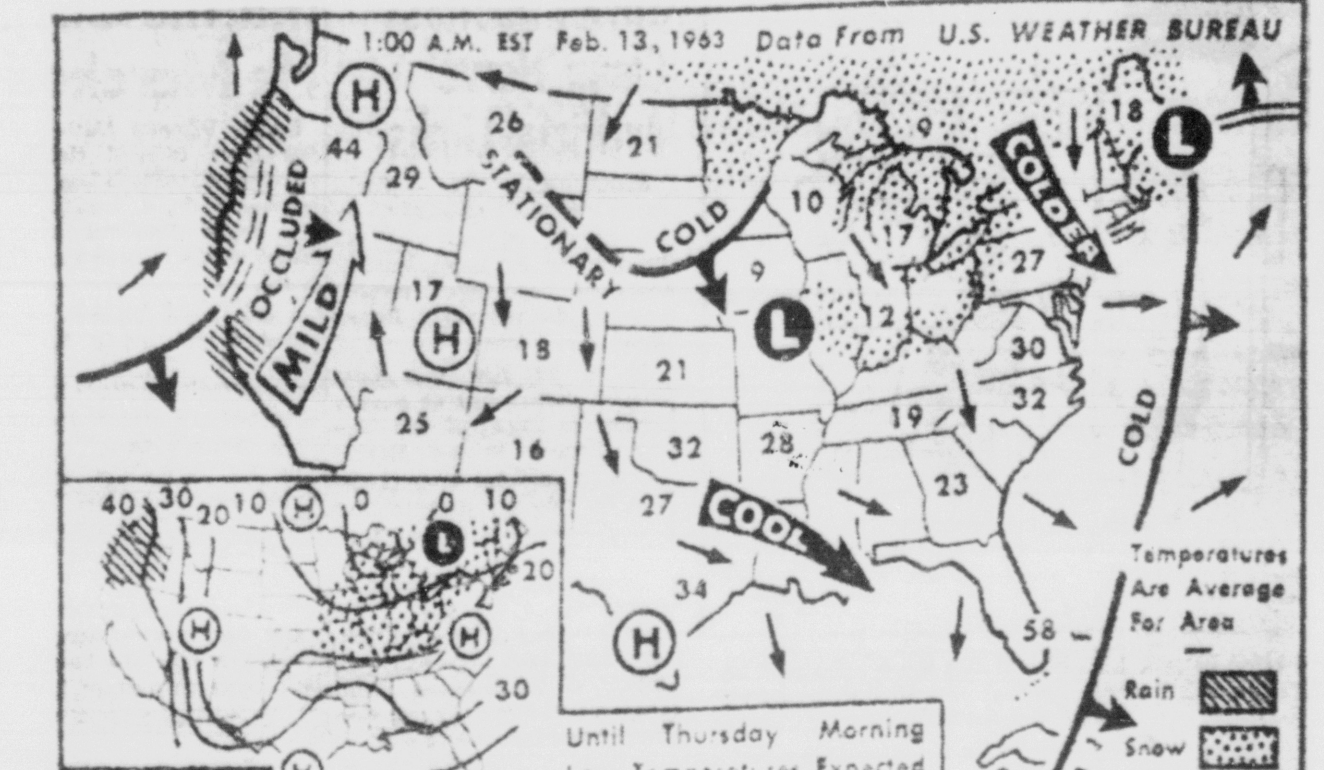 1:00 A.M. EST Feb. 13, 1963 Data From U.S. WEATHER BUREAU
H
26
44
29
21
9
18
L
COLDER
STATIONARY
OCCLUDED
10
COLD
17
27
9
MILD
17
H
L
12
18
21
30
32
25
19
16
32
28
COLD
27
COOL
23
34
H
58
40 30 20 10 H 0 0 10
L
20
H
H
30
H
Temperatures
Are Average
For Area
Rain
Snow
Until Thursday Morning
Low Temperatures Expected